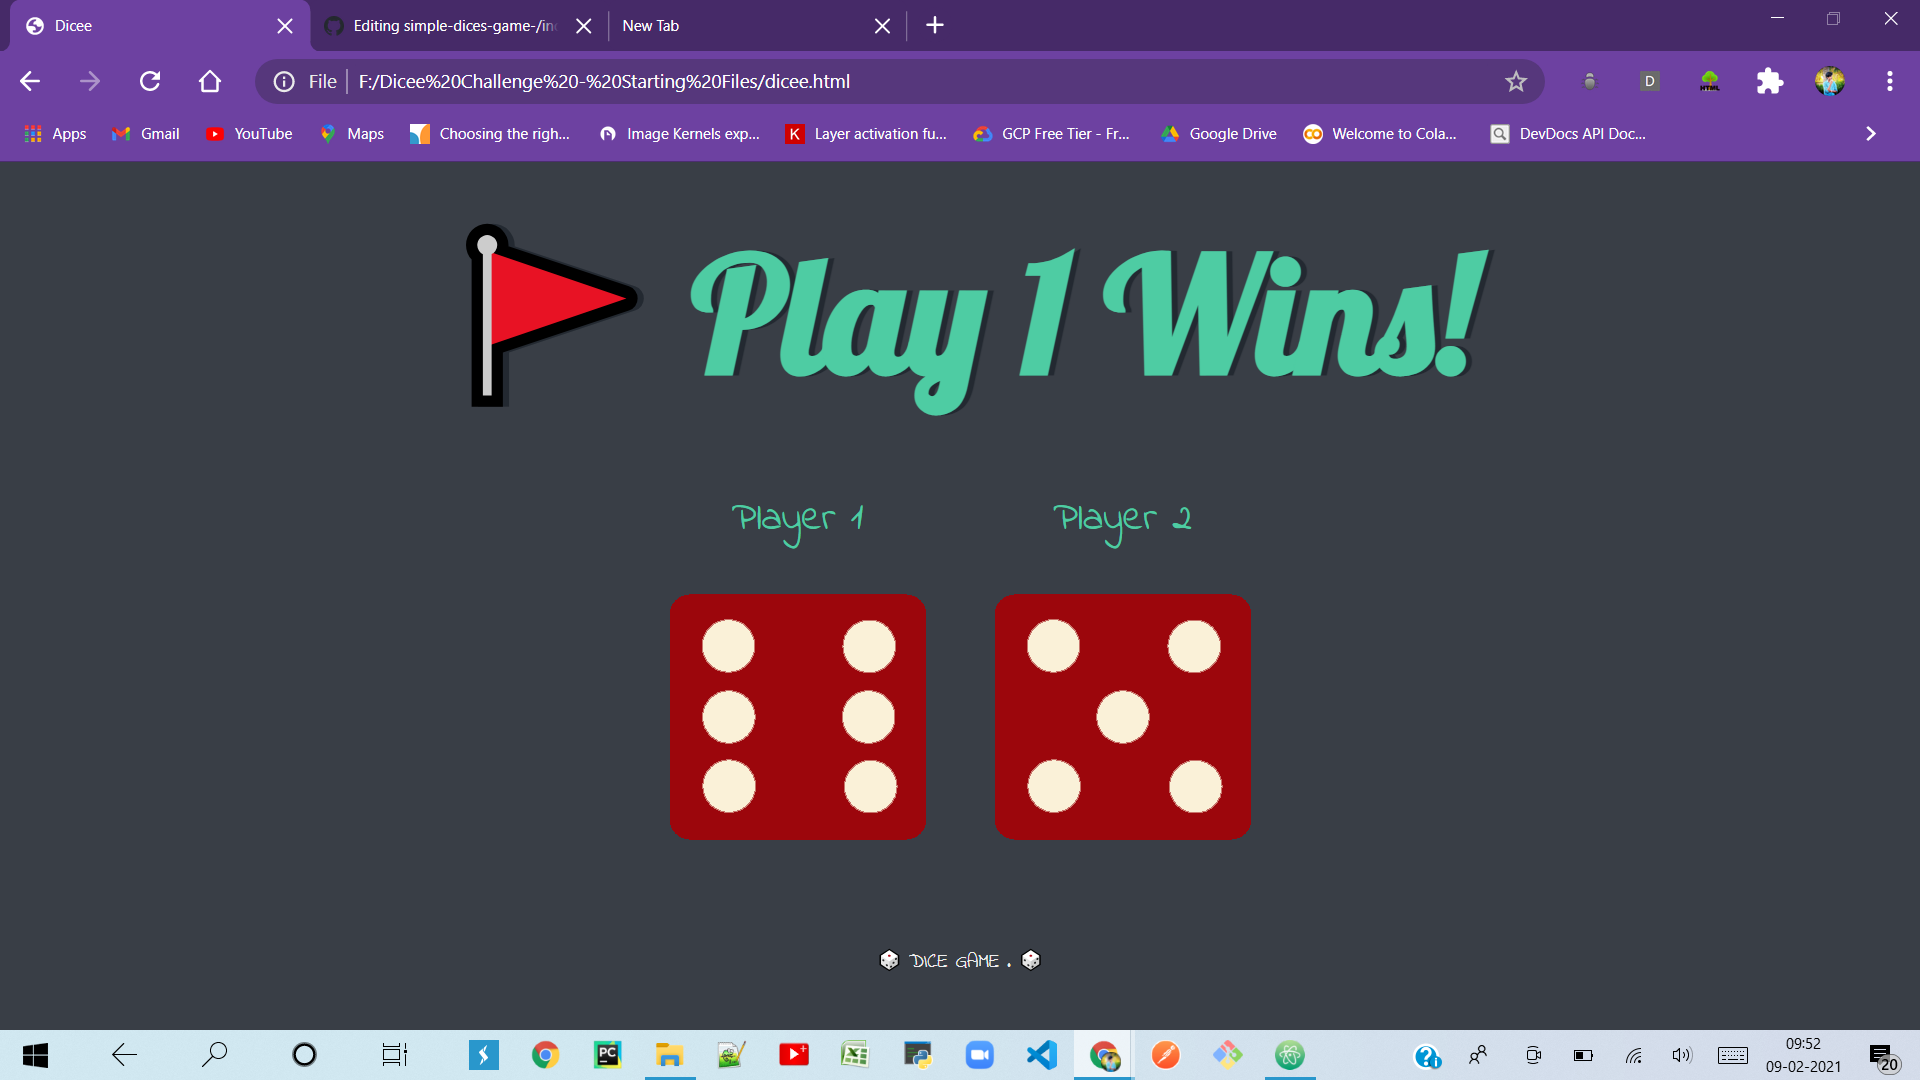 Dicee
Editing simple-dices-game-/in
New Tab
File
F:/Dicee%20Challenge%20-%20Starting%20Files/dicee.html
D
HTML
Apps
Gmail
YouTube
Maps
Choosing the righ...
Image Kernels exp...
K
Layer activation fu...
GCP Free Tier - Fr...
Google Drive
Welcome to Cola...
DevDocs API Doc...
Play 1 Wins!
Player 1
Player 2
DICE GAME .
PC
09:52
09-02-2021
20